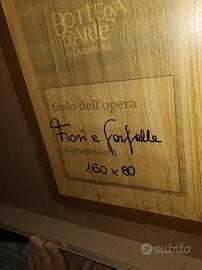 BOTTEGA
D'ARTE
titolo dell'opera
Fiori e farfalle
dimensioni
160 x 80
subito